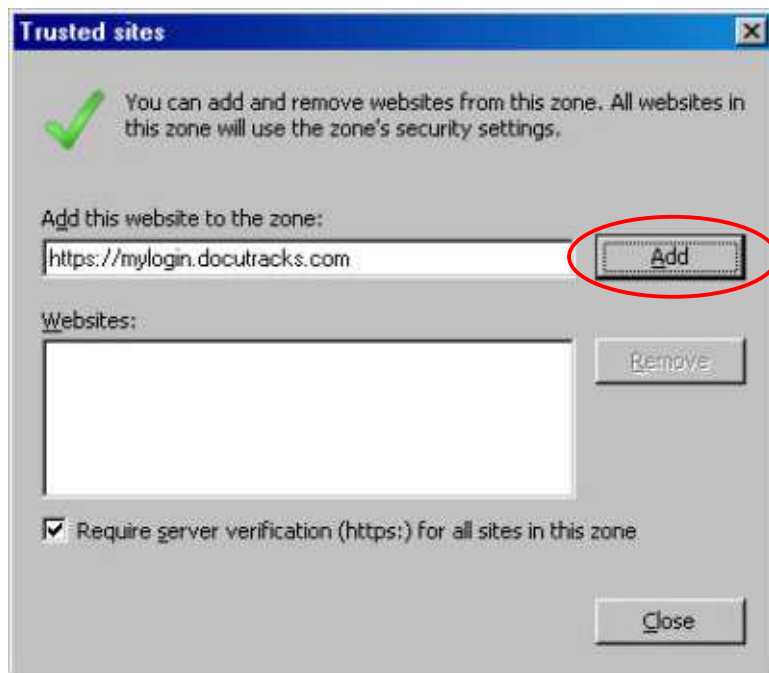 Trusted sites
You can add and remove websites from this zone. All websites in
this zone will use the zone's security settings.
Add this website to the zone:
https://mylogin.docutracks.com
Add
Websites:
Remove
Require server verification (https:) for all sites in this zone
Close